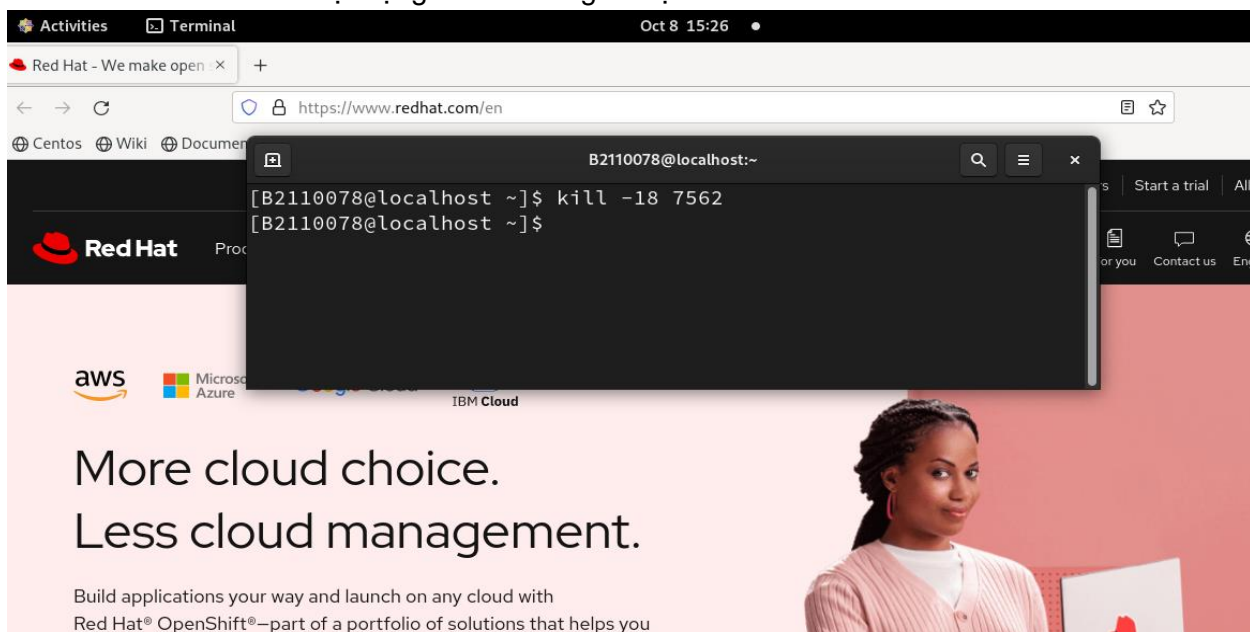 Activities Terminal Oct 8 15:26
Red Hat - We make open s
https://www.redhat.com/en
Centos Wiki
B2110078@localhost:~
[B2110078@localhost ~]$ kill -18 7562
[B2110078@localhost ~]$
Start a trial All
Red Hat
or you Contact us
aws
Azure
IBM Cloud
More cloud choice.
Less cloud management.
Build applications your way and launch on any cloud with
Red Hat® OpenShift®—part of a portfolio of solutions that helps you